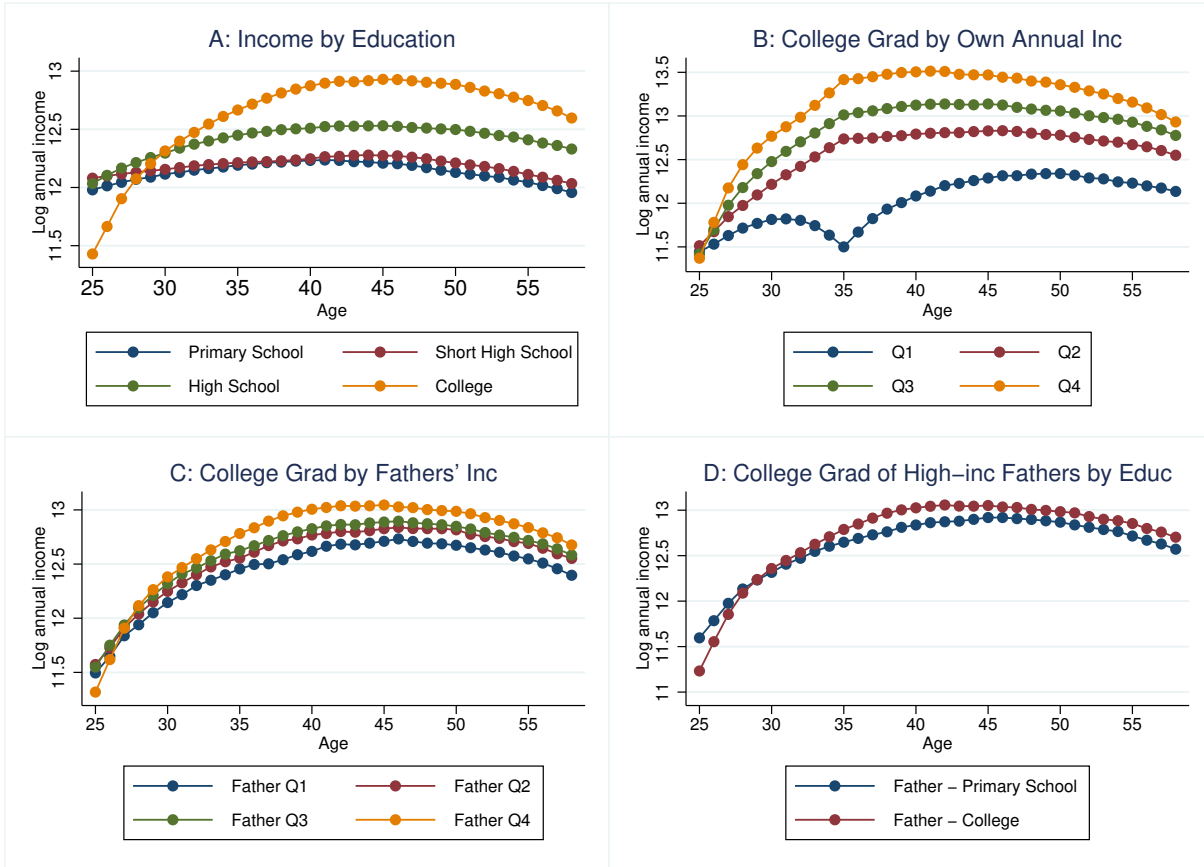 A: Income by Education
Log annual income
13
12.5
12
11.5
25 30 35 40 45 50 55
Age
Primary School Short High School
High School College
B: College Grad by Own Annual Inc
Log annual income
13.5
13
12.5
12
11.5
25 30 35 40 45 50 55
Age
Q1 Q2
Q3 Q4
C: College Grad by Fathers' Inc
Log annual income
13
12.5
12
11.5
25 30 35 40 45 50 55
Age
Father Q1 Father Q2
Father Q3 Father Q4
D: College Grad of High−inc Fathers by Educ
Log annual income
13
12.5
12
11.5
11
25 30 35 40 45 50 55
Age
Father − Primary School
Father − College